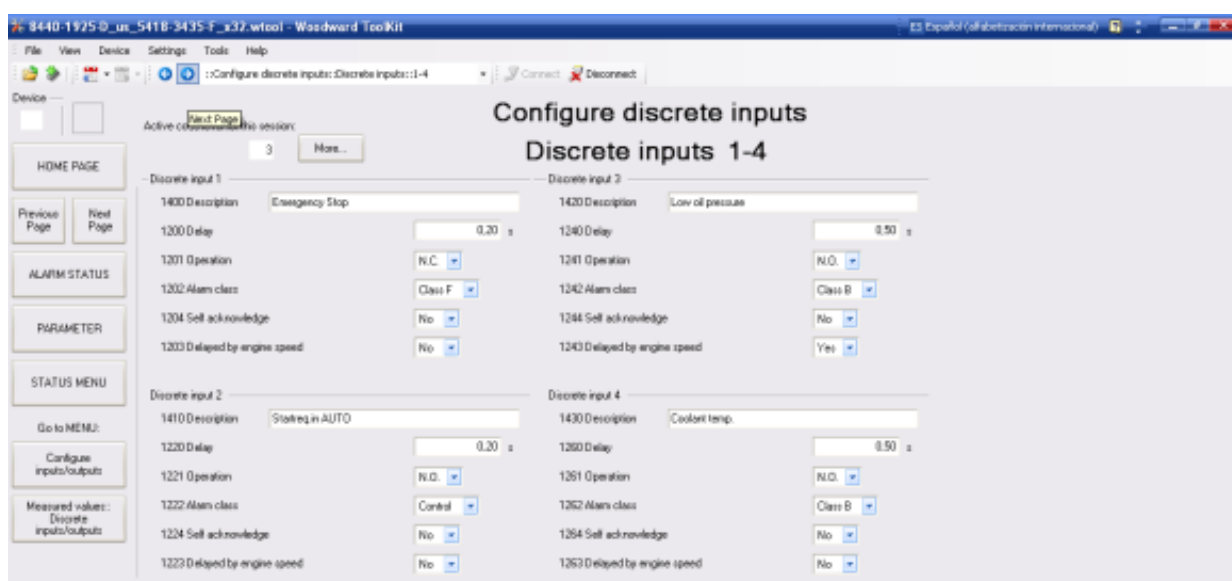 8440-1925-D_us_5418-3435-F_x32.wtool - Woodward ToolKit
ES Español (alfabetización internacional)
File View Device Settings Tools Help
::Configure discrete inputs::Discrete inputs::1-4
Connect Disconnect
Device
Next Page
Active session:
3 More...
Configure discrete inputs
Discrete inputs 1-4
HOME PAGE
Previous Page
Next Page
ALARM STATUS
PARAMETER
STATUS MENU
Go to MENU:
Configure inputs/outputs
Measured values::
Discrete
inputs/outputs
Discrete input 1
1400 Description Emergency Stop
1200 Delay 0,20 s
1201 Operation N.C.
1202 Alarm class Class F
1204 Self acknowledge No
1203 Delayed by engine speed No
Discrete input 2
1410 Description Startreq.in AUTO
1220 Delay 0,20 s
1221 Operation N.O.
1222 Alarm class Control
1224 Self acknowledge No
1223 Delayed by engine speed No
Discrete input 3
1420 Description Low oil pressure
1240 Delay 0,50 s
1241 Operation N.O.
1242 Alarm class Class B
1244 Self acknowledge No
1243 Delayed by engine speed Yes
Discrete input 4
1430 Description Coolant temp.
1260 Delay 0,50 s
1261 Operation N.O.
1262 Alarm class Class B
1264 Self acknowledge No
1263 Delayed by engine speed No